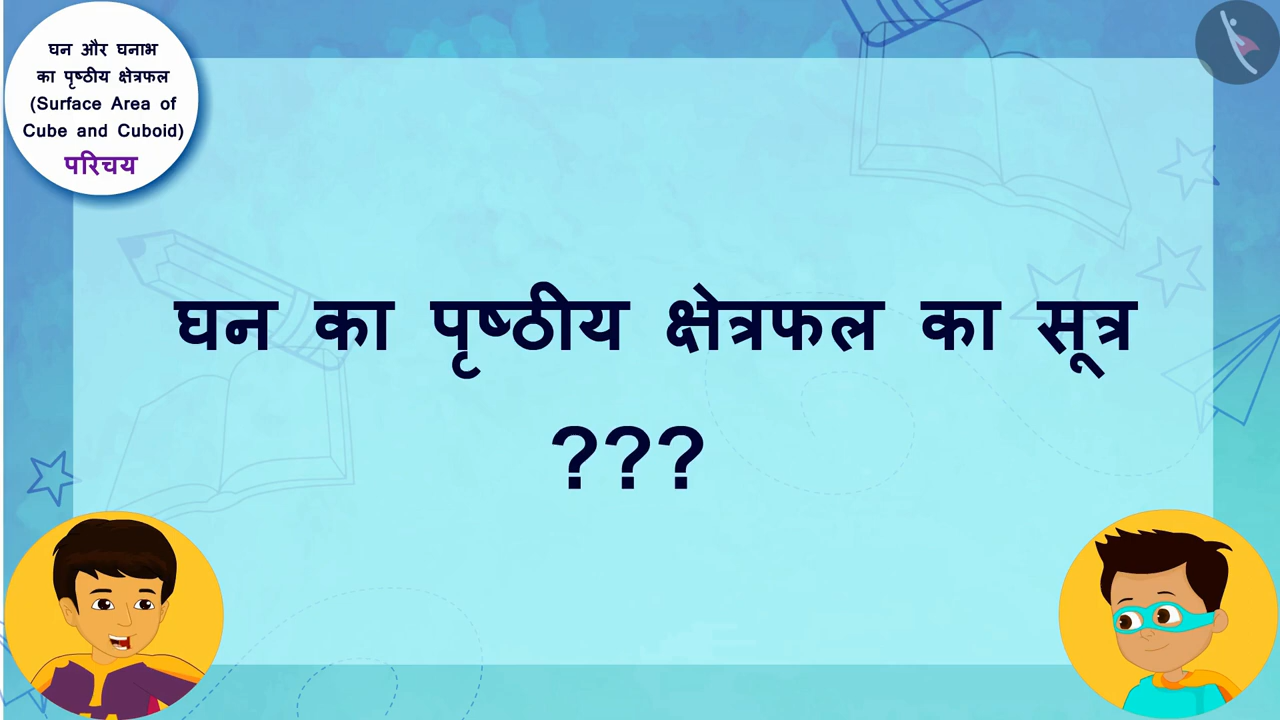 घन और घनाभ
का पृष्ठीय क्षेत्रफल
(Surface Area of
Cube and Cuboid)
परिचय
घन का पृष्ठीय क्षेत्रफल का सूत्र
???